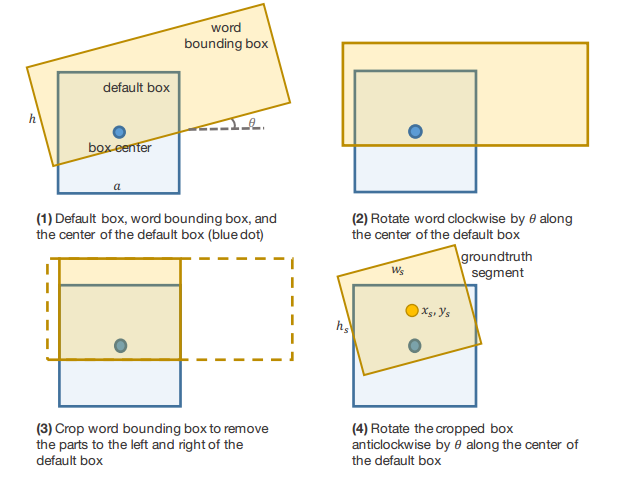 word
bounding box
default box
h
θ
box center
a
(1) Default box, word bounding box, and
the center of the default box (blue dot)
(2) Rotate word clockwise by θ along
the center of the default box
groundtruth
segment
w_s
x_s, y_s
h_s
(3) Crop word bounding box to remove
the parts to the left and right of the
default box
(4) Rotate the cropped box
anticlockwise by θ along the center of
the default box